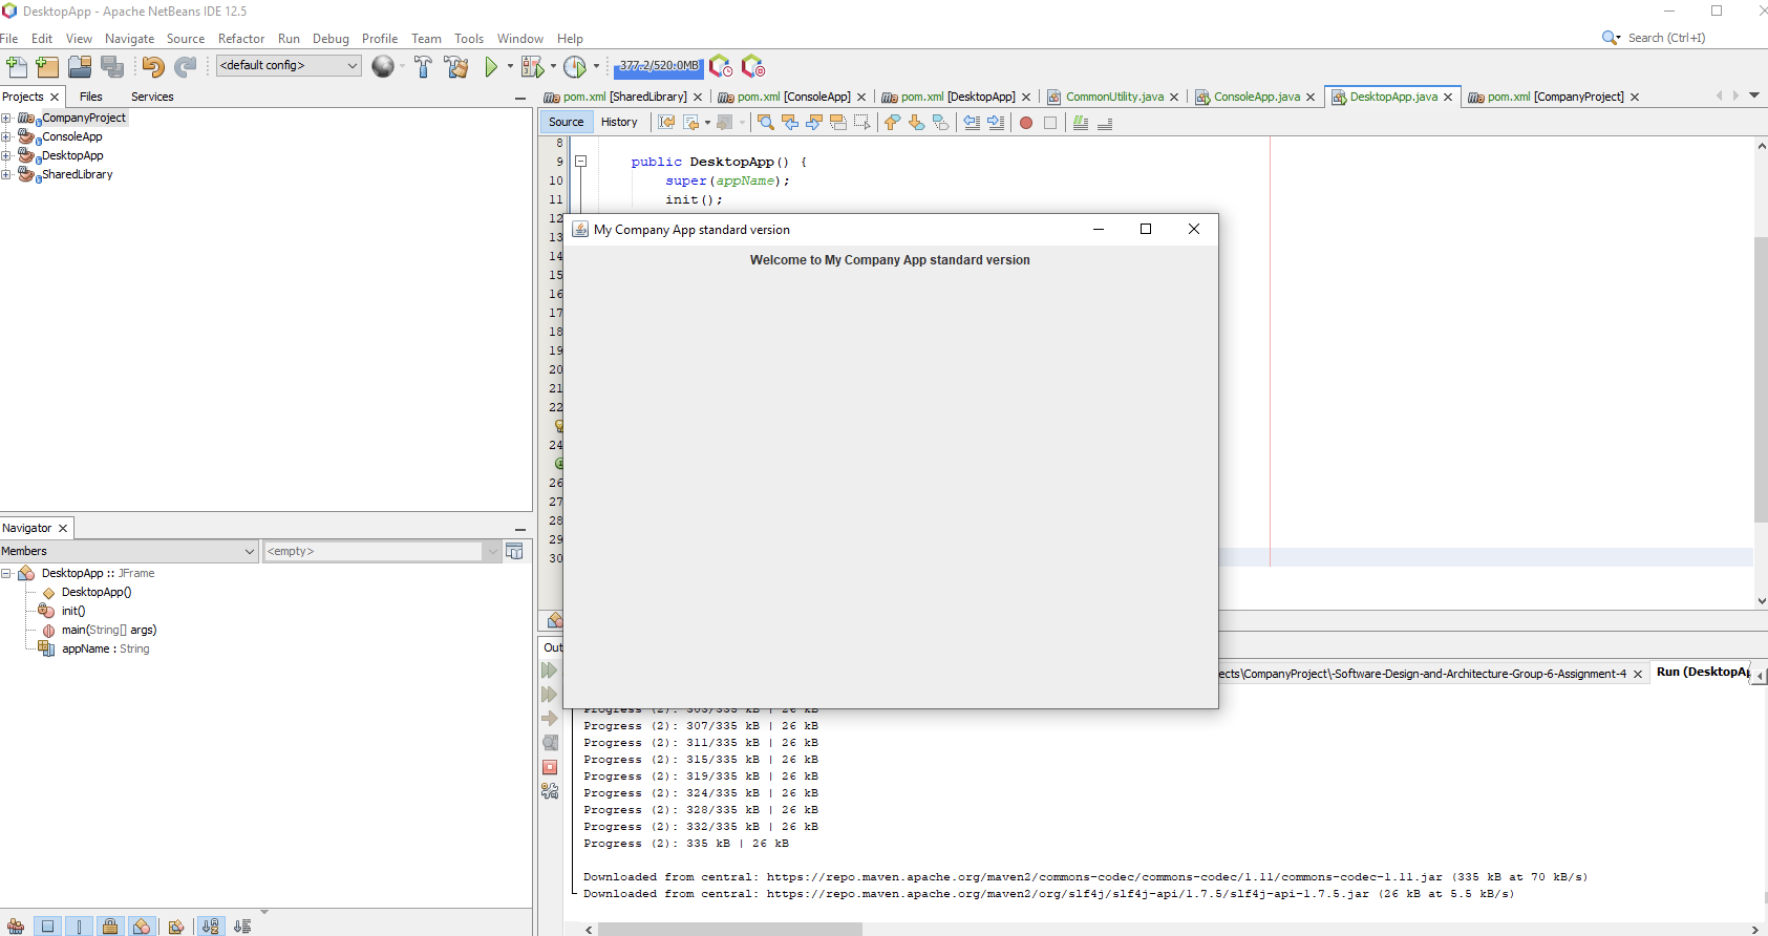 DesktopApp - Apache NetBeans IDE 12.5
File Edit View Navigate Source Refactor Run Debug Profile Team Tools Window Help
Search (Ctrl+I)
<default config>
377.2/520.0MB
Projects Files Services
CompanyProject
ConsoleApp
DesktopApp
SharedLibrary
pom.xml [SharedLibrary] pom.xml [ConsoleApp] pom.xml [DesktopApp] CommonUtility.java ConsoleApp.java DesktopApp.java pom.xml [CompanyProject]
Source History
8
9 public DesktopApp() {
10 super(appName);
11 init();
12
13
14
15
16
17
18
19
20
21
22
24
26
27
28
29
30
My Company App standard version
Welcome to My Company App standard version
Navigator
Members
<empty>
DesktopApp :: JFrame
DesktopApp()
init()
main(String[] args)
appName : String
Out
ects\CompanyProject\-Software-Design-and-Architecture-Group-6-Assignment-4
Run (DesktopAp
Progress (2): 303/335 kB | 26 kB
Progress (2): 307/335 kB | 26 kB
Progress (2): 311/335 kB | 26 kB
Progress (2): 315/335 kB | 26 kB
Progress (2): 319/335 kB | 26 kB
Progress (2): 324/335 kB | 26 kB
Progress (2): 328/335 kB | 26 kB
Progress (2): 332/335 kB | 26 kB
Progress (2): 335 kB | 26 kB
Downloaded from central: https://repo.maven.apache.org/maven2/commons-codec/commons-codec/1.11/commons-codec-1.11.jar (335 kB at 70 kB/s)
Downloaded from central: https://repo.maven.apache.org/maven2/org/slf4j/slf4j-api/1.7.5/slf4j-api-1.7.5.jar (26 kB at 5.5 kB/s)